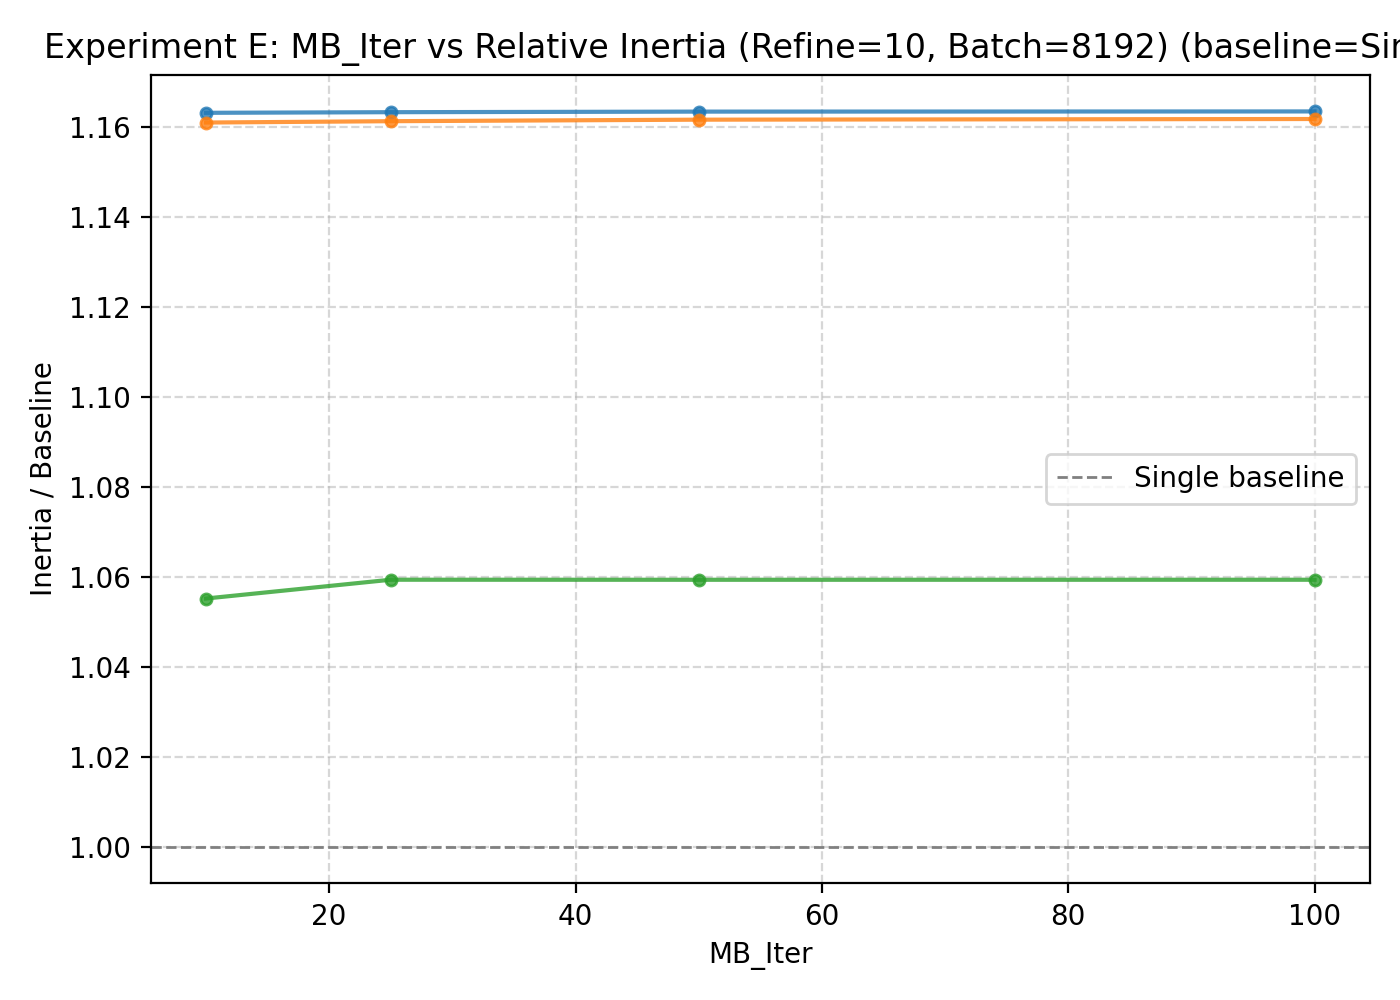 Experiment E: MB_Iter vs Relative Inertia (Refine=10, Batch=8192) (baseline=Sin
1.16
1.14
1.12
1.10
1.08
1.06
1.04
1.02
1.00
Inertia / Baseline
Single baseline
20 40 60 80 100
MB_Iter